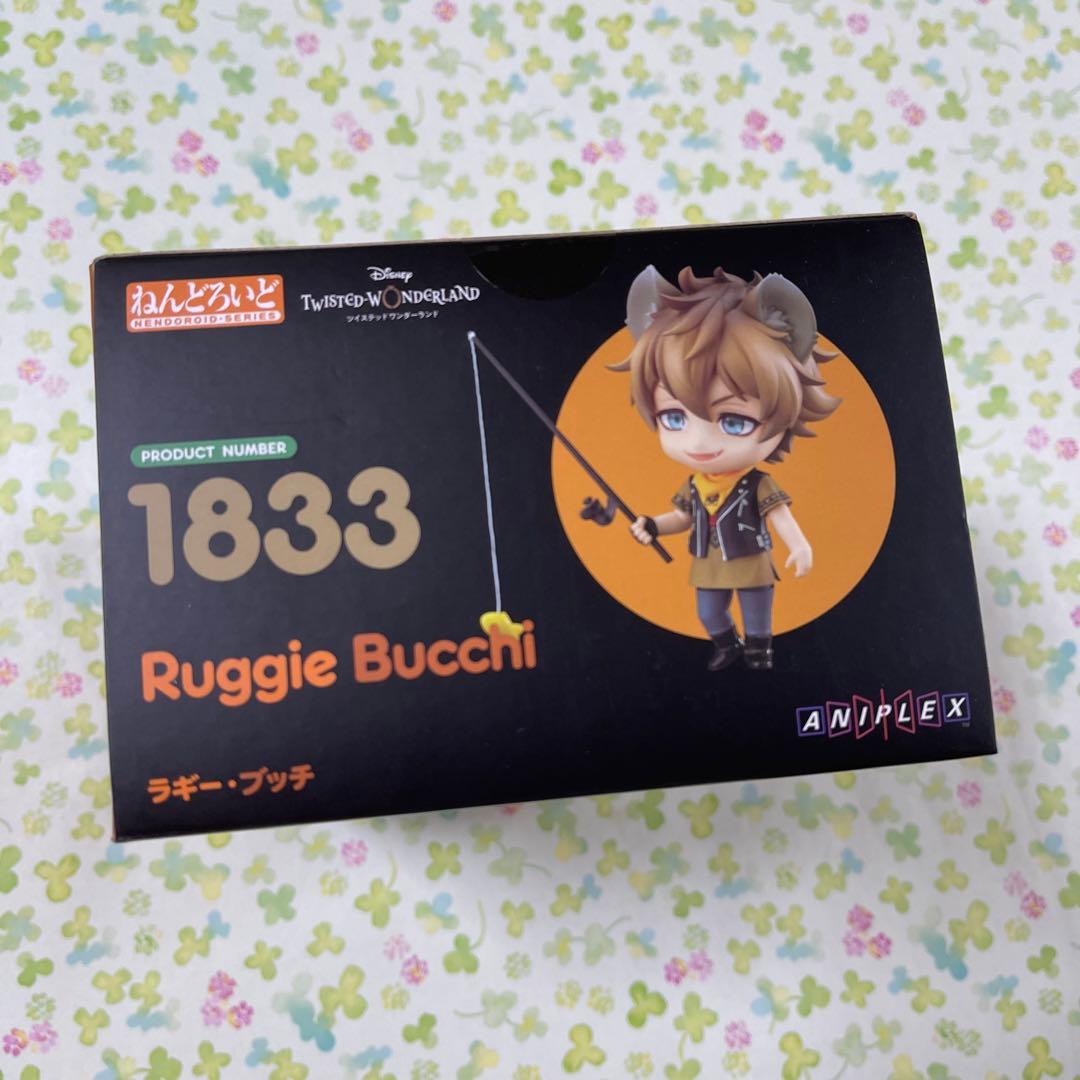 ねんどろいど
NENDOROID・SERIES
Disney
TWISTED-WONDERLAND
ツイステッドワンダーランド
PRODUCT NUMBER
1833
Ruggie Bucchi
ラギー・ブッチ
ANIPLEX
TM